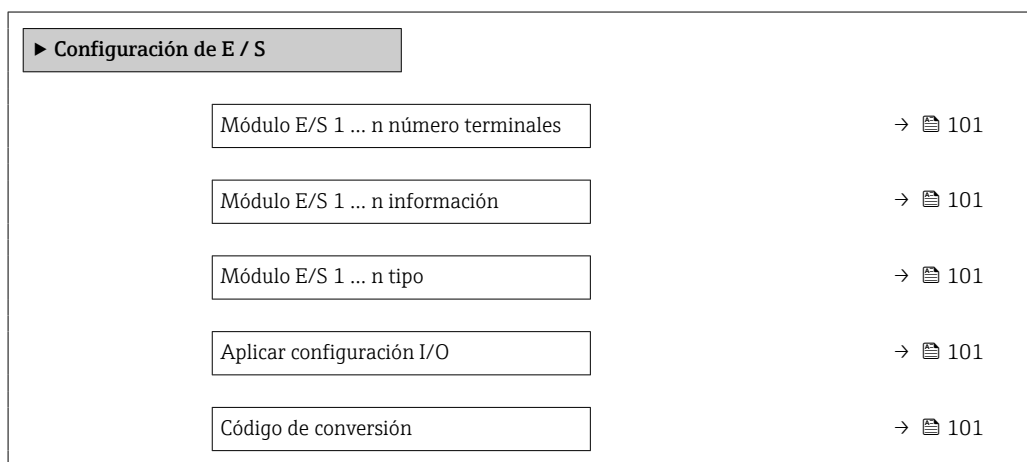 ▶ Configuración de E / S
Módulo E/S 1 ... n número terminales → 101
Módulo E/S 1 ... n información → 101
Módulo E/S 1 ... n tipo → 101
Aplicar configuración I/O → 101
Código de conversión → 101